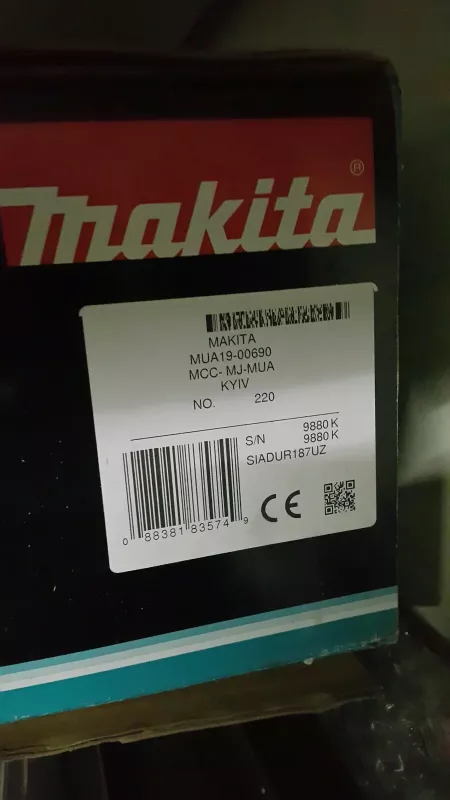 makita®
MAKITA
MUA19-00690
MCC- MJ-MUA
KYIV
NO. 220
S/N 9880 K
9880 K
SIADUR187UZ
0 88381 83574 9
CE